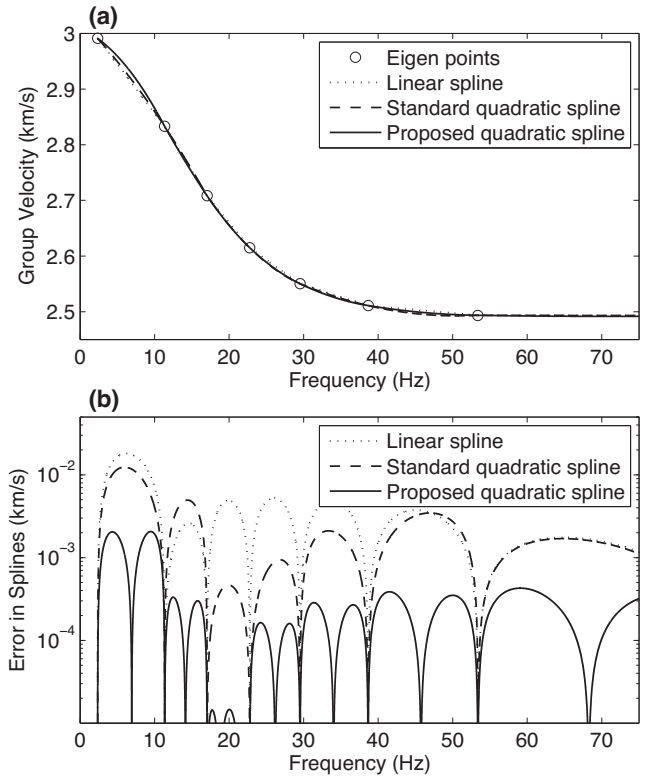 (a)
3
2.9
2.8
2.7
2.6
2.5
Group Velocity (km/s)
Eigen points
Linear spline
Standard quadratic spline
Proposed quadratic spline
0 10 20 30 40 50 60 70
Frequency (Hz)
(b)
10⁻²
10⁻³
10⁻⁴
Error in Splines (km/s)
Linear spline
Standard quadratic spline
Proposed quadratic spline
0 10 20 30 40 50 60 70
Frequency (Hz)